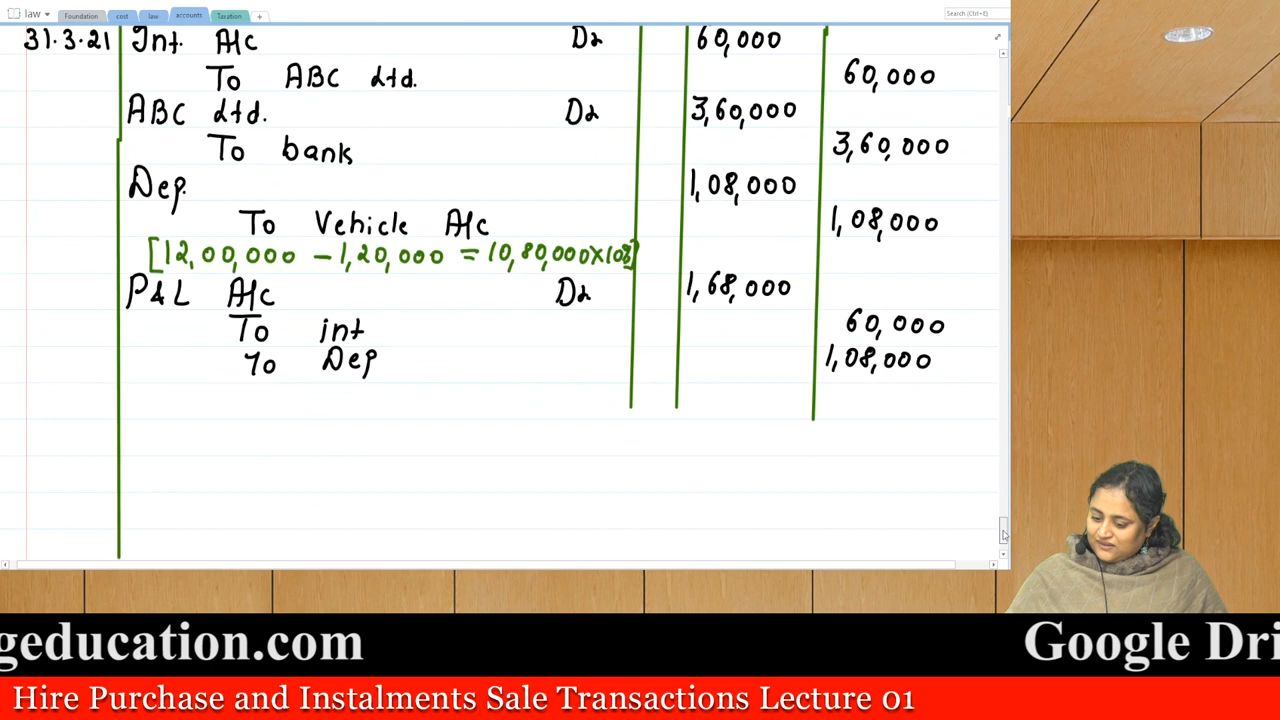 law
Foundation
cost
law
accounts
Taxation
Search (Ctrl+E)
31.3.21 Int. A/c Dr 60,000
To ABC Ltd. 60,000
ABC Ltd. Dr 3,60,000
To bank 3,60,000
Dep. 1,08,000
To Vehicle A/c 1,08,000
[12,00,000 - 1,20,000 = 10,80,000x10%]
P&L A/c Dr 1,68,000
To int 60,000
To Dep 1,08,000
geducation.com Google Dri
Hire Purchase and Instalments Sale Transactions Lecture 01